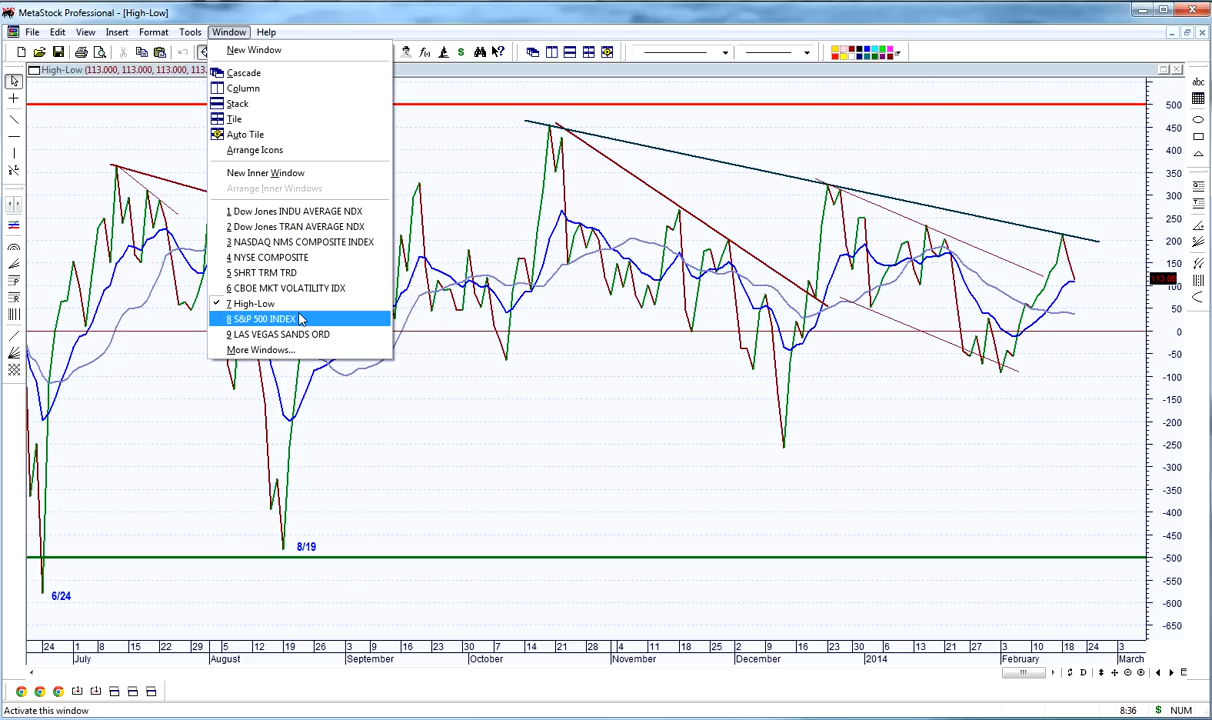 MetaStock Professional - [High-Low]
File Edit View Insert Format Tools Window Help
High-Low (113.000, 113.000, 113.000, 113.
New Window
Cascade
Column
Stack
Tile
Auto Tile
Arrange Icons
New Inner Window
Arrange Inner Windows
1 Dow Jones INDU AVERAGE NDX
2 Dow Jones TRAN AVERAGE NDX
3 NASDAQ NMS COMPOSITE INDEX
4 NYSE COMPOSITE
5 SHRT TRM TRD
6 CBOE MKT VOLATILITY IDX
7 High-Low
8 S&P 500 INDEX
9 LAS VEGAS SANDS ORD
More Windows...
abc
500
450
400
350
300
250
200
150
113.00
100
50
0
-50
-100
-150
-200
-250
-300
-350
-400
-450
-500
-550
-600
-650
8/19
6/24
24 1 8 15 22 29 5 12 19 26 3 9 16 23 30 7 14 21 28 4 11 18 25 2 9 16 23 30 6 13 21 27 3 10 18 24 3
July August September October November December 2014 February March
D
Activate this window
8:36 $ NUM